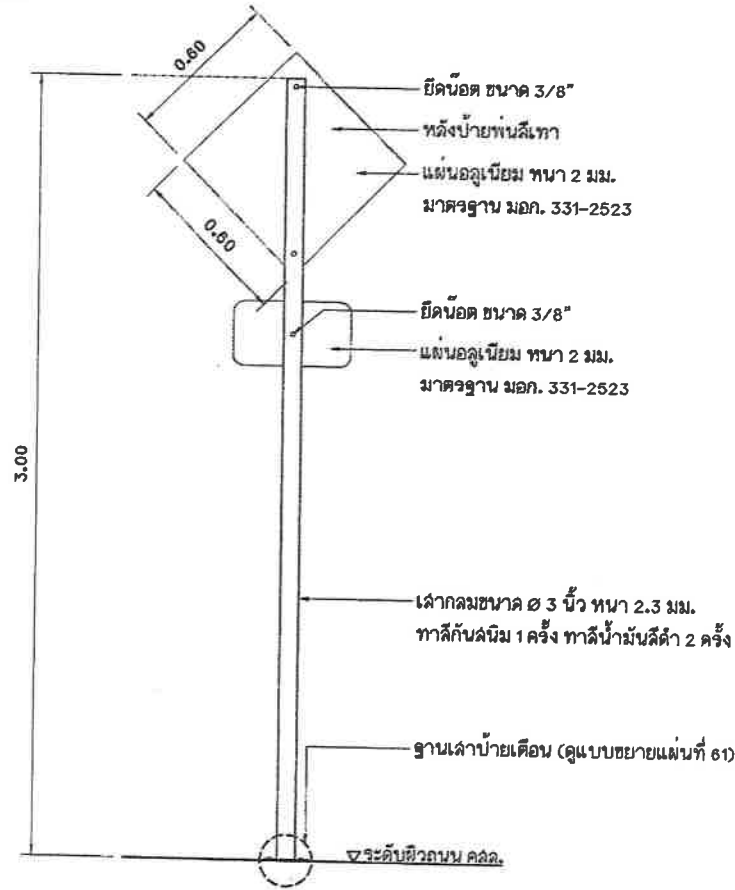 0.60
ยึดน๊อต ขนาด 3/8"
หลังป้ายพ่นสีเทา
แผ่นอลูเนียม หนา 2 มม.
มาตรฐาน มอก. 331-2523
0.60
ยึดน๊อต ขนาด 3/8"
แผ่นอลูเนียม หนา 2 มม.
มาตรฐาน มอก. 331-2523
3.00
เสากลมขนาด Ø 3 นิ้ว หนา 2.3 มม.
ทาสีกันสนิม 1 ครั้ง ทาสีน้ำมันสีดำ 2 ครั้ง
ฐานเสาป้ายเตือน (ดูแบบขยายแผ่นที่ 61)
ระดับผิวถนน คสล.